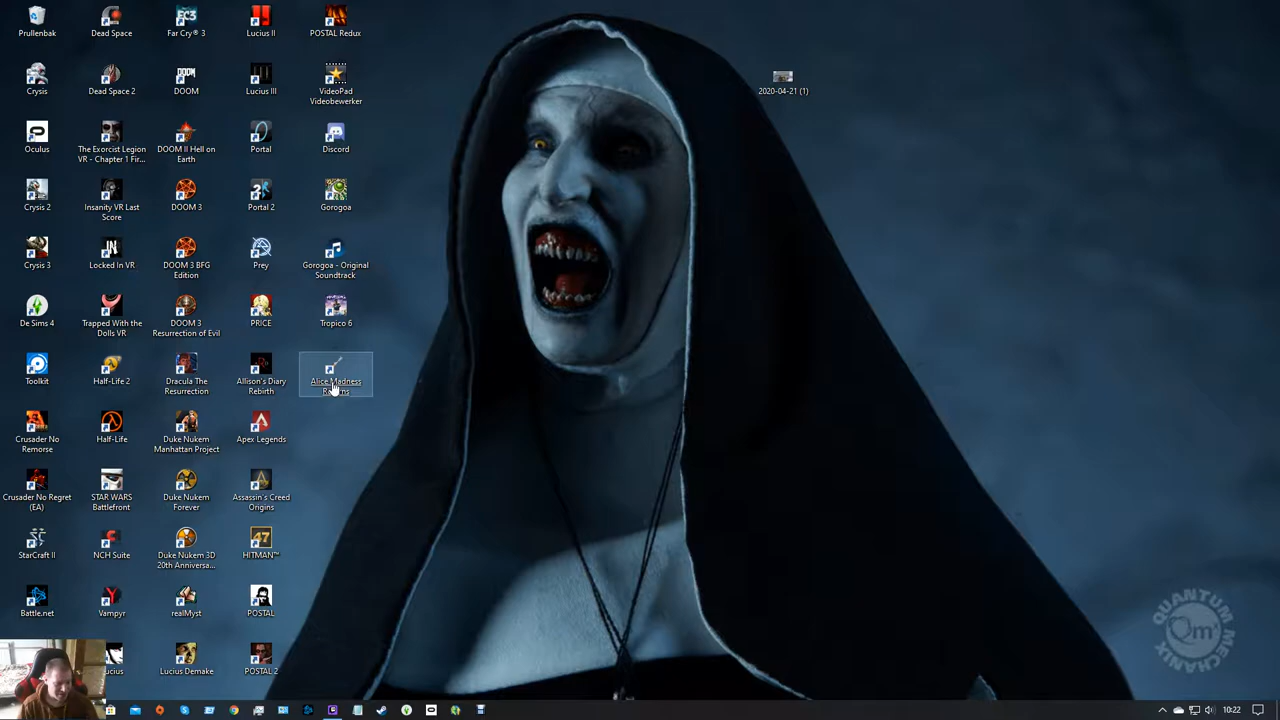 Prullenbak
Dead Space
Far Cry® 3
Lucius II
POSTAL Redux
Crysis
Dead Space 2
DOOM
Lucius III
VideoPad
Videobewerker
2020-04-21 (1)
Oculus
The Exorcist Legion
VR - Chapter 1 Fir...
DOOM II Hell on
Earth
Portal
Discord
Crysis 2
Insanity VR Last
Score
DOOM 3
Portal 2
Gorogoa
Crysis 3
Locked In VR
DOOM 3 BFG
Edition
Prey
Gorogoa - Original
Soundtrack
De Sims 4
Trapped With the
Dolls VR
DOOM 3
Resurrection of Evil
PRICE
Tropico 6
Toolkit
Half-Life 2
Dracula The
Resurrection
Allison's Diary
Rebirth
Alice Madness
Returns
Crusader No
Remorse
Half-Life
Duke Nukem
Manhattan Project
Apex Legends
Crusader No Regret
(EA)
STAR WARS
Battlefront
Duke Nukem
Forever
Assassin's Creed
Origins
StarCraft II
NCH Suite
Duke Nukem 3D
20th Anniversa...
HITMAN™
Battle.net
Vampyr
realMyst
POSTAL
Lucius Demake
POSTAL 2
QUANTUM MECHANIX
Qm
10:22